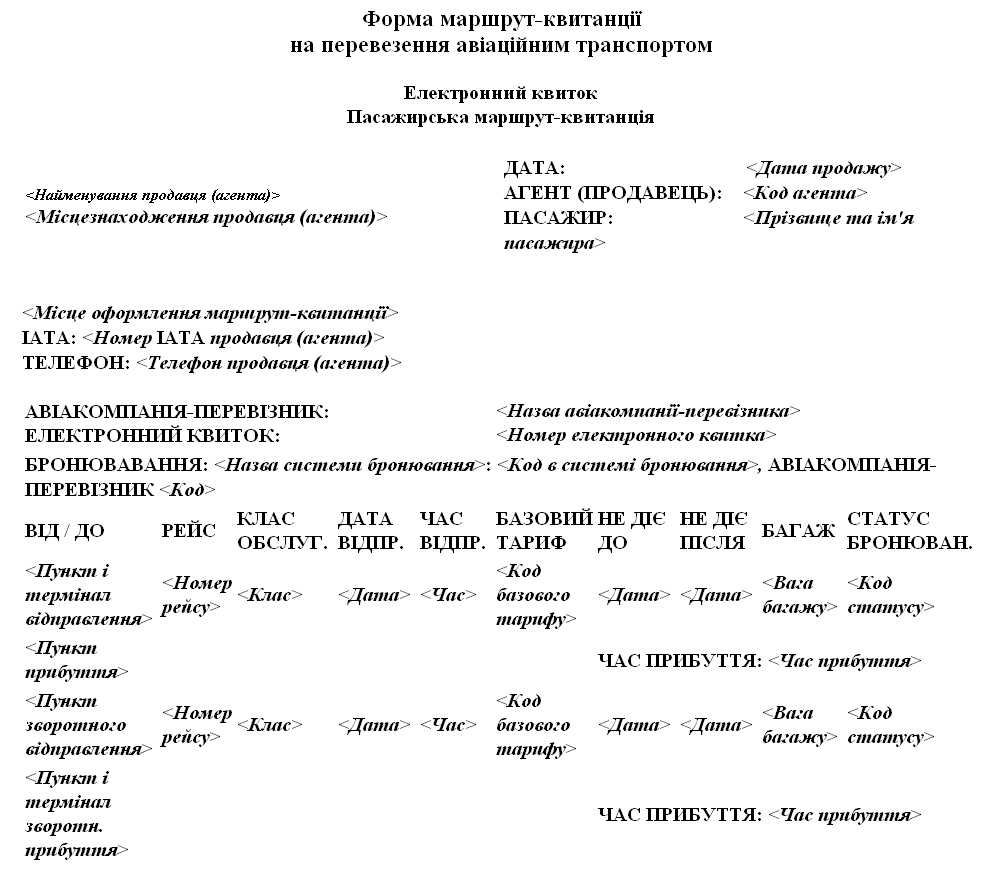 Форма маршрут-квитанції
на перевезення авіаційним транспортом
Електронний квиток
Пасажирська маршрут-квитанція
<Найменування продавця (агента)>
<Місцезнаходження продавця (агента)>
ДАТА: <Дата продажу>
АГЕНТ (ПРОДАВЕЦЬ): <Код агента>
ПАСАЖИР: <Прізвище та ім'я
пасажира>
<Місце оформлення маршрут-квитанції>
ІАТА: <Номер ІАТА продавця (агента)>
ТЕЛЕФОН: <Телефон продавця (агента)>
АВІАКОМПАНІЯ-ПЕРЕВІЗНИК: <Назва авіакомпанії-перевізника>
ЕЛЕКТРОННИЙ КВИТОК: <Номер електронного квитка>
БРОНЮВАВАННЯ: <Назва системи бронювання>: <Код в системі бронювання>, АВІАКОМПАНІЯ-
ПЕРЕВІЗНИК <Код>
ВІД / ДО РЕЙС КЛАС ДАТА ЧАС БАЗОВИЙ НЕ ДІЄ НЕ ДІЄ БАГАЖ СТАТУС
ОБСЛУГ. ВІДПР. ВІДПР. ТАРИФ ДО ПІСЛЯ БРОНЮВАН.
<Пункт і <Код
термінал <Номер <Клас> <Дата> <Час> базового <Дата> <Дата> <Вага <Код
відправлення> рейсу> тарифу> багажу> статусу>
<Пункт
прибуття> ЧАС ПРИБУТТЯ: <Час прибуття>
<Пункт <Код
зворотного <Номер <Клас> <Дата> <Час> базового <Дата> <Дата> <Вага <Код
відправлення> рейсу> тарифу> багажу> статусу>
<Пункт і
термінал
зворотн. ЧАС ПРИБУТТЯ: <Час прибуття>
прибуття>